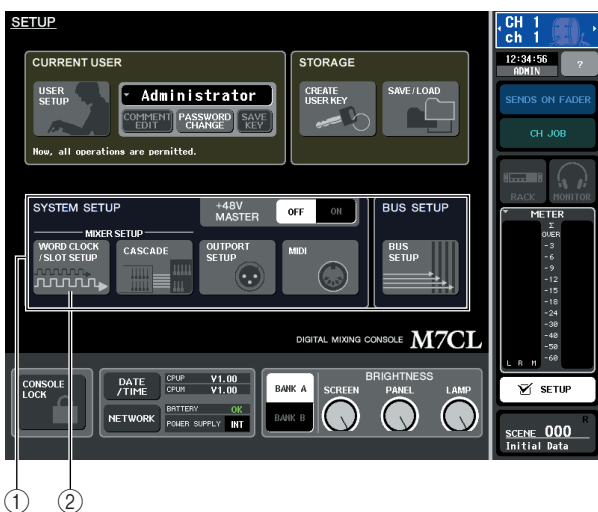 SETUP
CURRENT USER
USER SETUP
Administrator
COMMENT EDIT
PASSWORD CHANGE
SAVE KEY
Now, all operations are permitted.
STORAGE
CREATE USER KEY
SAVE/LOAD
SYSTEM SETUP
+48V MASTER
OFF
ON
MIXER SETUP
WORD CLOCK /SLOT SETUP
CASCADE
OUTPORT SETUP
MIDI
BUS SETUP
BUS SETUP
DIGITAL MIXING CONSOLE M7CL
CONSOLE LOCK
DATE /TIME
CPUP V1.00
CPUM V1.00
NETWORK
BATTERY OK
POWER SUPPLY INT
BANK A
BANK B
BRIGHTNESS
SCREEN
PANEL
LAMP
CH 1
ch 1
12:34:56
ADMIN
?
SENDS ON FADER
CH JOB
RACK
MONITOR
METER
Σ
OVER
-3
-6
-9
-12
-15
-18
-24
-30
-40
-50
-60
L R M
SETUP
R
SCENE 000
Initial Data
1
2